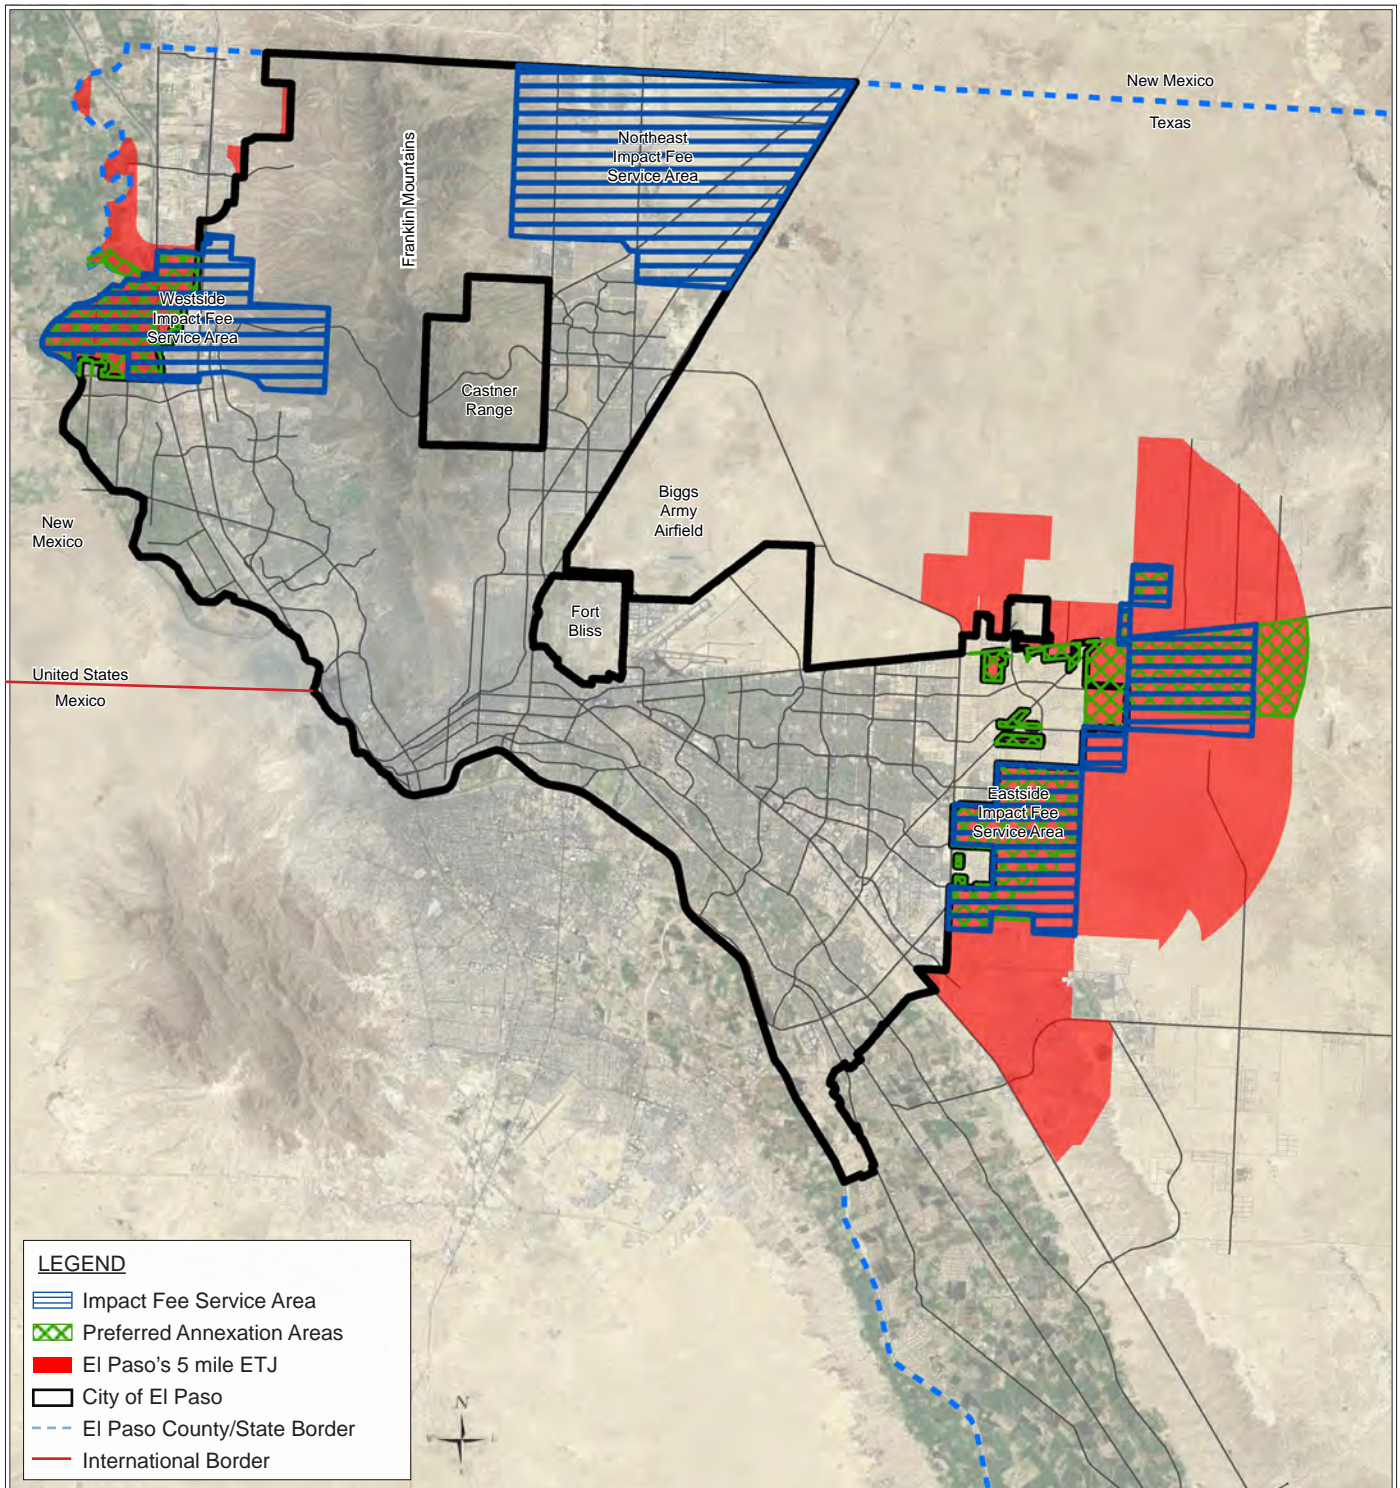 New Mexico
Texas
Northeast
Impact Fee
Service Area
Franklin Mountains
Westside
Impact Fee
Service Area
Castner
Range
Biggs
Army
Airfield
New
Mexico
Fort
Bliss
United States
Mexico
Eastside
Impact Fee
Service Area
LEGEND
Impact Fee Service Area
Preferred Annexation Areas
El Paso's 5 mile ETJ
City of El Paso
El Paso County/State Border
International Border
N